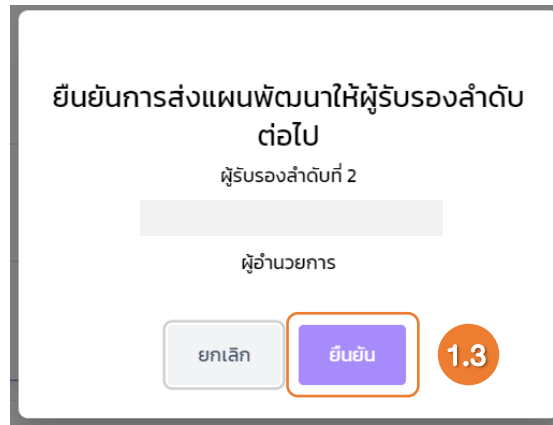 ยืนยันการส่งแผนพัฒนาให้ผู้รับรองลำดับ
ต่อไป
ผู้รับรองลำดับที่ 2
ผู้อำนวยการ
ยกเลิก
ยืนยัน
1.3